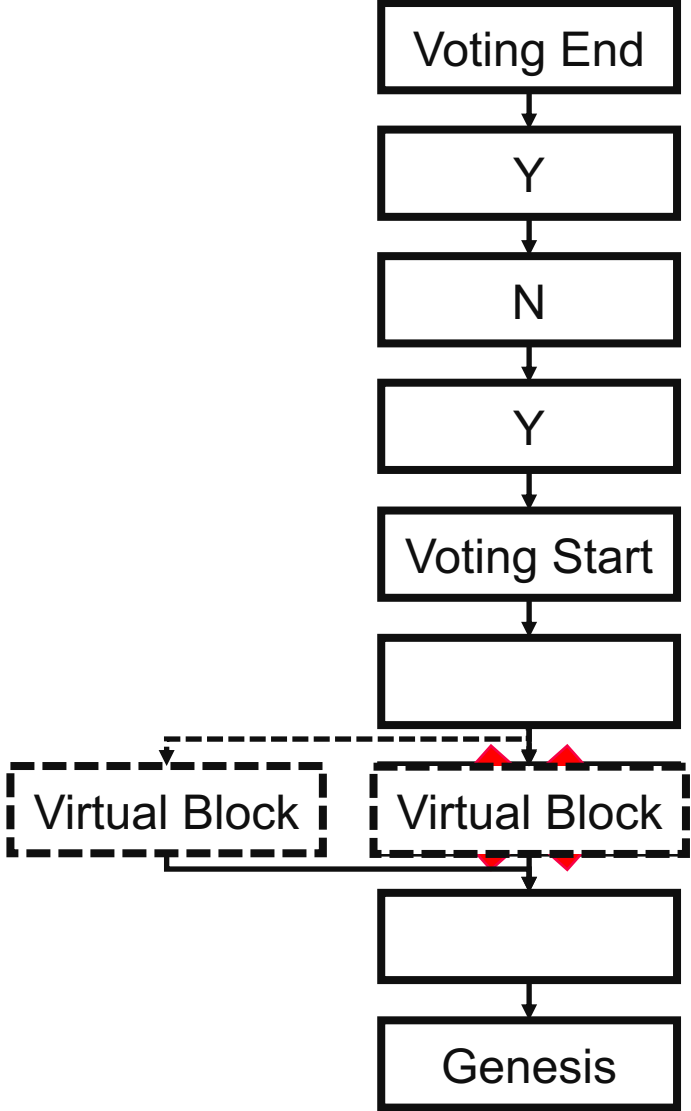 Voting End
Y
N
Y
Voting Start
Virtual Block
Virtual Block
Genesis